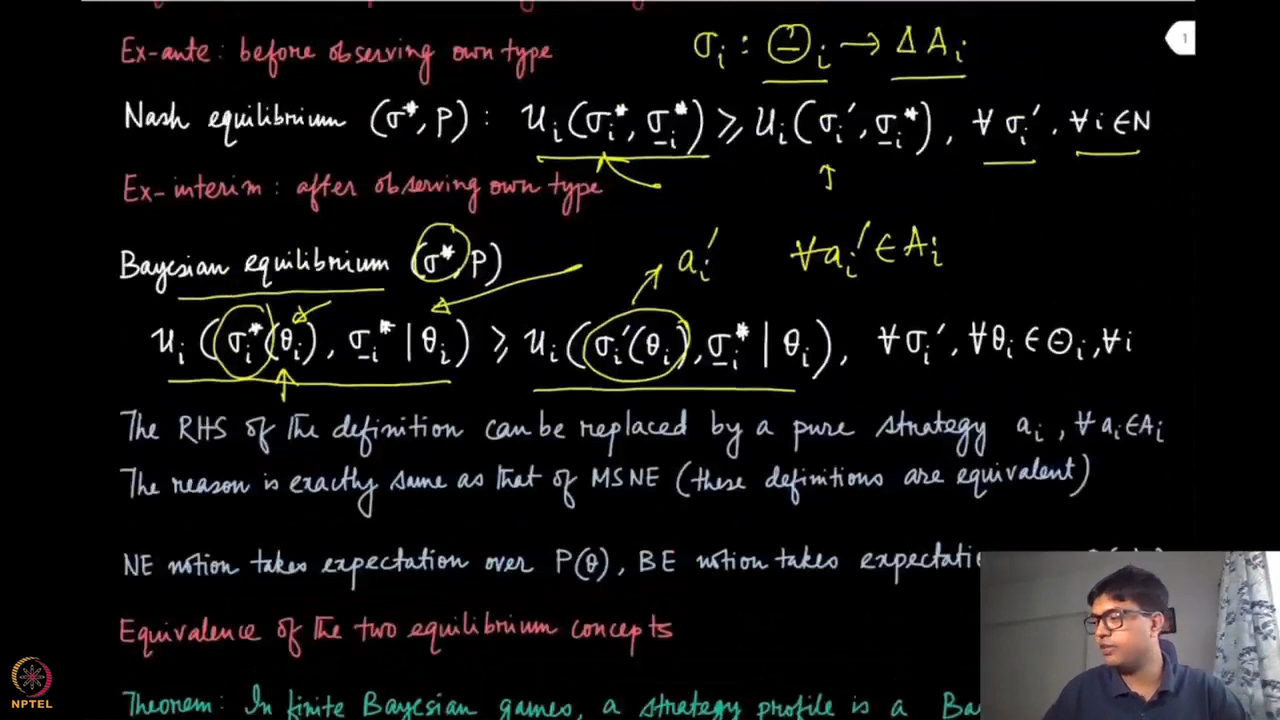 Ex-ante : before observing own type
σᵢ : Θᵢ → Δ Aᵢ
Nash equilibrium (σ*, P) : Uᵢ(σᵢ*, σ₋ᵢ*) ≥ Uᵢ(σᵢ', σ₋ᵢ*), ∀ σᵢ', ∀ i ∈ N
Ex-interim : after observing own type
Bayesian equilibrium (σ*, P)
aᵢ' ∀ aᵢ' ∈ Aᵢ
Uᵢ(σᵢ*(θᵢ), σ₋ᵢ* | θᵢ) ≥ Uᵢ(σᵢ'(θᵢ), σ₋ᵢ* | θᵢ), ∀ σᵢ', ∀ θᵢ ∈ Θᵢ, ∀ i
The RHS of the definition can be replaced by a pure strategy aᵢ, ∀ aᵢ ∈ Aᵢ
The reason is exactly same as that of MSNE (these definitions are equivalent)
NE notion takes expectation over P(θ), BE notion takes
Equivalence of the two equilibrium concepts
Theorem : In finite Bayesian games, a strategy profile is a
1
NPTEL